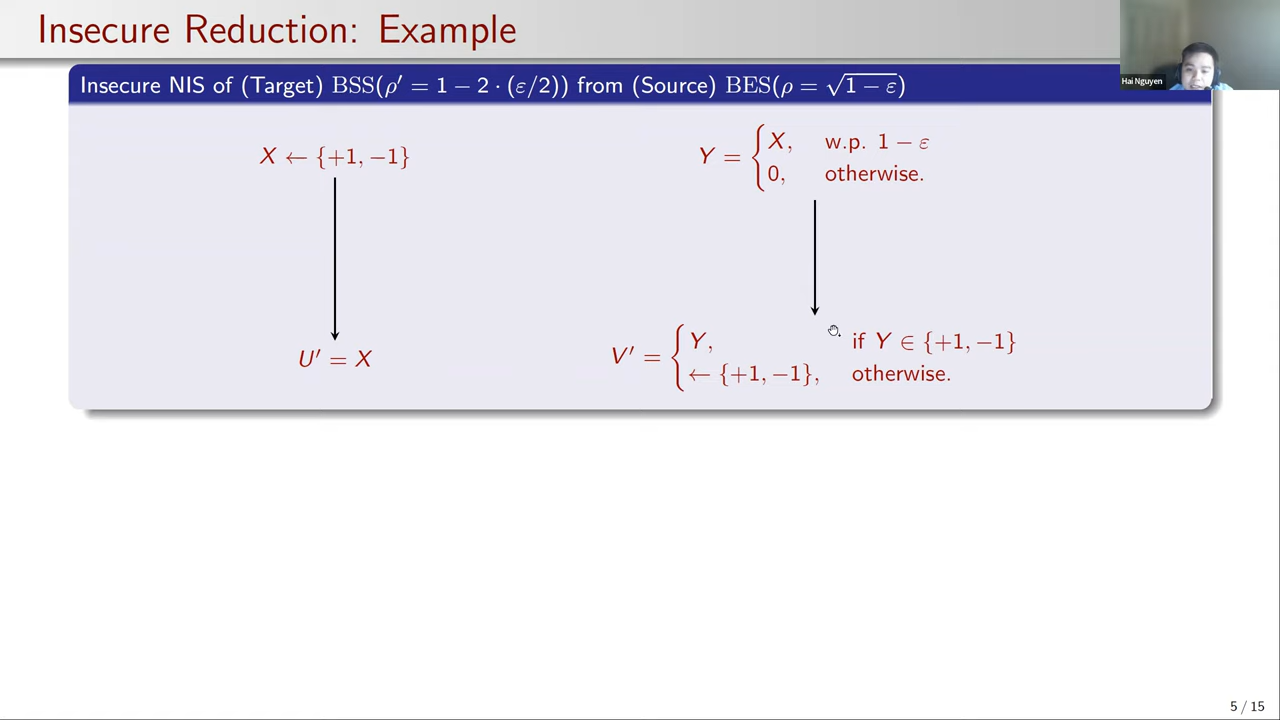 Insecure Reduction: Example
Hai Nguyen
Insecure NIS of (Target) BSS(ρ′ = 1 − 2 · (ε/2)) from (Source) BES(ρ = √1 − ε)
X ← {+1, −1}
Y = { X, w.p. 1 − ε
0, otherwise.
U′ = X
V′ = { Y, if Y ∈ {+1, −1}
← {+1, −1}, otherwise.
5 / 15